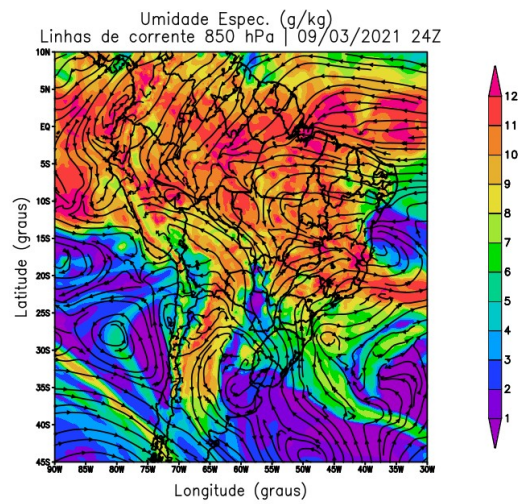 Umidade Espec. (g/kg)
Linhas de corrente 850 hPa | 09/03/2021 24Z
10N
5N
EQ
5S
10S
15S
20S
25S
30S
35S
40S
45S
Latitude (graus)
90W 85W 80W 75W 70W 65W 60W 55W 50W 45W 40W 35W 30W
Longitude (graus)
12
11
10
9
8
7
6
5
4
3
2
1